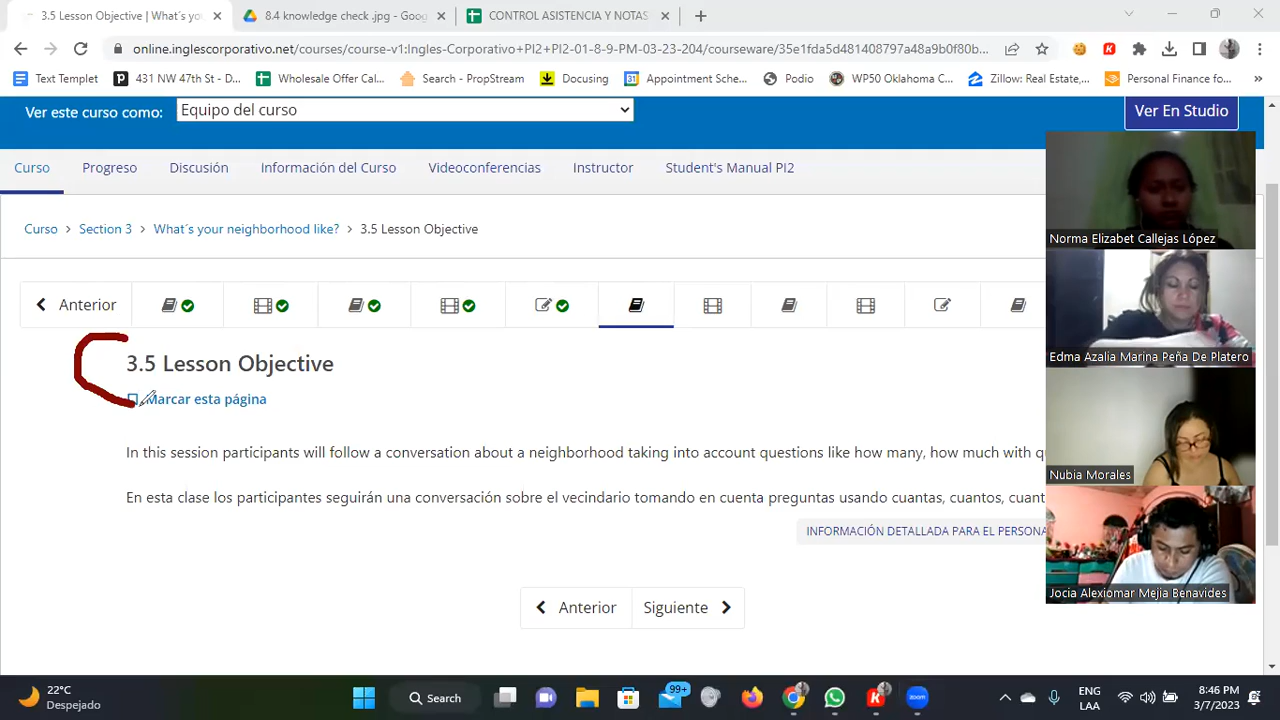 3.5 Lesson Objective | What´s yo
8.4 knowledge check .jpg - Goog
CONTROL ASISTENCIA Y NOTAS
online.inglescorporativo.net/courses/course-v1:Ingles-Corporativo+PI2+PI2-01-8-9-PM-03-23-204/courseware/35e1fda5d481408797a48a9b0f80b...
Text Templet
431 NW 47th St - D...
Wholesale Offer Cal...
Search - PropStream
Docusing
Appointment Sche...
Podio
WP50 Oklahoma C...
Zillow: Real Estate,...
Personal Finance fo...
»
Ver este curso como:
Equipo del curso
Ver En Studio
Curso
Progreso
Discusión
Información del Curso
Videoconferencias
Instructor
Student's Manual PI2
Curso > Section 3 > What´s your neighborhood like? > 3.5 Lesson Objective
Anterior
3.5 Lesson Objective
Marcar esta página
In this session participants will follow a conversation about a neighborhood taking into account questions like how many, how much with q
En esta clase los participantes seguirán una conversación sobre el vecindario tomando en cuenta preguntas usando cuantas, cuantos, cuant
INFORMACIÓN DETALLADA PARA EL PERSONA
Anterior
Siguiente
Norma Elizabet Callejas López
Edma Azalia Marina Peña De Platero
Nubia Morales
Jocia Alexiomar Mejia Benavides
22°C
Despejado
Search
99+
ENG
LAA
8:46 PM
3/7/2023